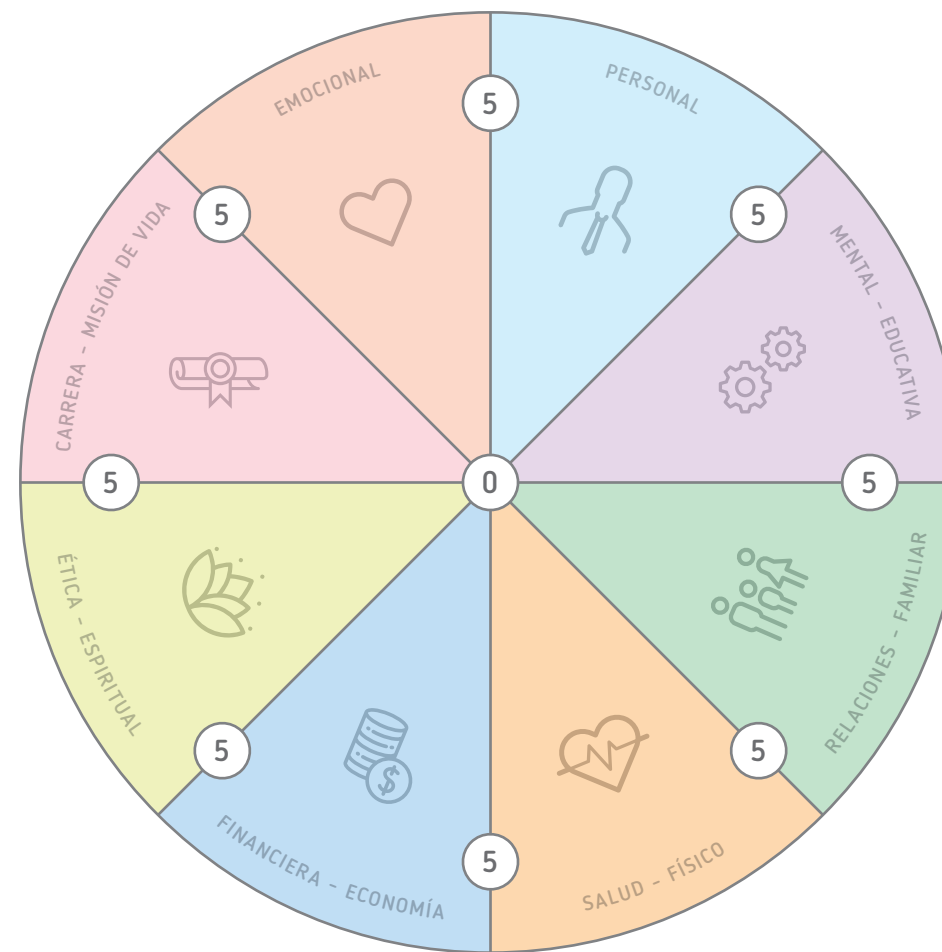 EMOCIONAL
PERSONAL
5
5
5
CARRERA - MISIÓN DE VIDA
MENTAL - EDUCATIVA
5
0
5
ÉTICA - ESPIRITUAL
RELACIONES - FAMILIAR
5
5
$
FINANCIERA - ECONOMÍA
5
SALUD - FÍSICO